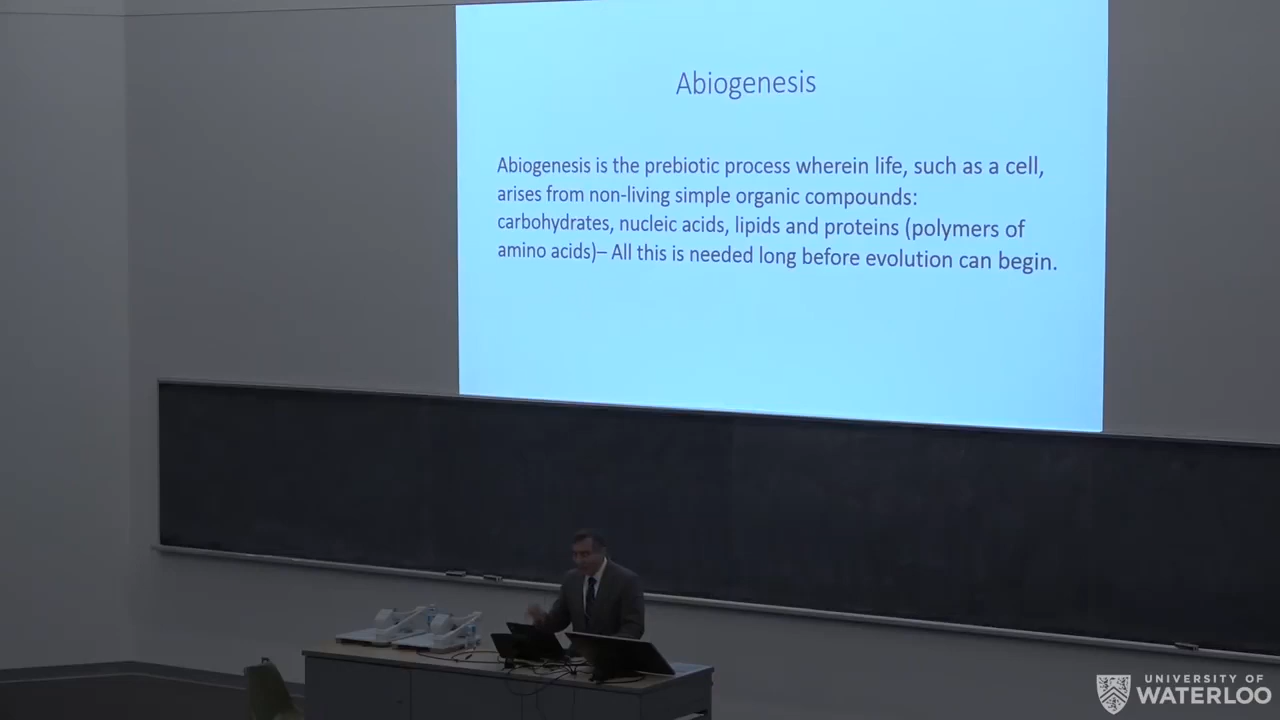 Abiogenesis
Abiogenesis is the prebiotic process wherein life, such as a cell,
arises from non-living simple organic compounds:
carbohydrates, nucleic acids, lipids and proteins (polymers of
amino acids)– All this is needed long before evolution can begin.
UNIVERSITY OF
WATERLOO